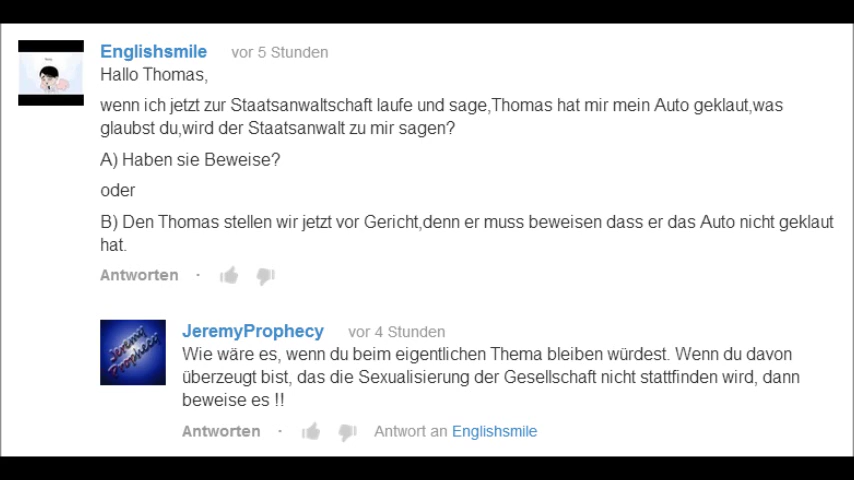 Englishsmile vor 5 Stunden
Hallo Thomas,
wenn ich jetzt zur Staatsanwaltschaft laufe und sage,Thomas hat mir mein Auto geklaut,was
glaubst du,wird der Staatsanwalt zu mir sagen?
A) Haben sie Beweise?
oder
B) Den Thomas stellen wir jetzt vor Gericht,denn er muss beweisen dass er das Auto nicht geklaut
hat.
Antworten ·
Jeremy
Prophecy
JeremyProphecy vor 4 Stunden
Wie wäre es, wenn du beim eigentlichen Thema bleiben würdest. Wenn du davon
überzeugt bist, das die Sexualisierung der Gesellschaft nicht stattfinden wird, dann
beweise es !!
Antworten · Antwort an Englishsmile